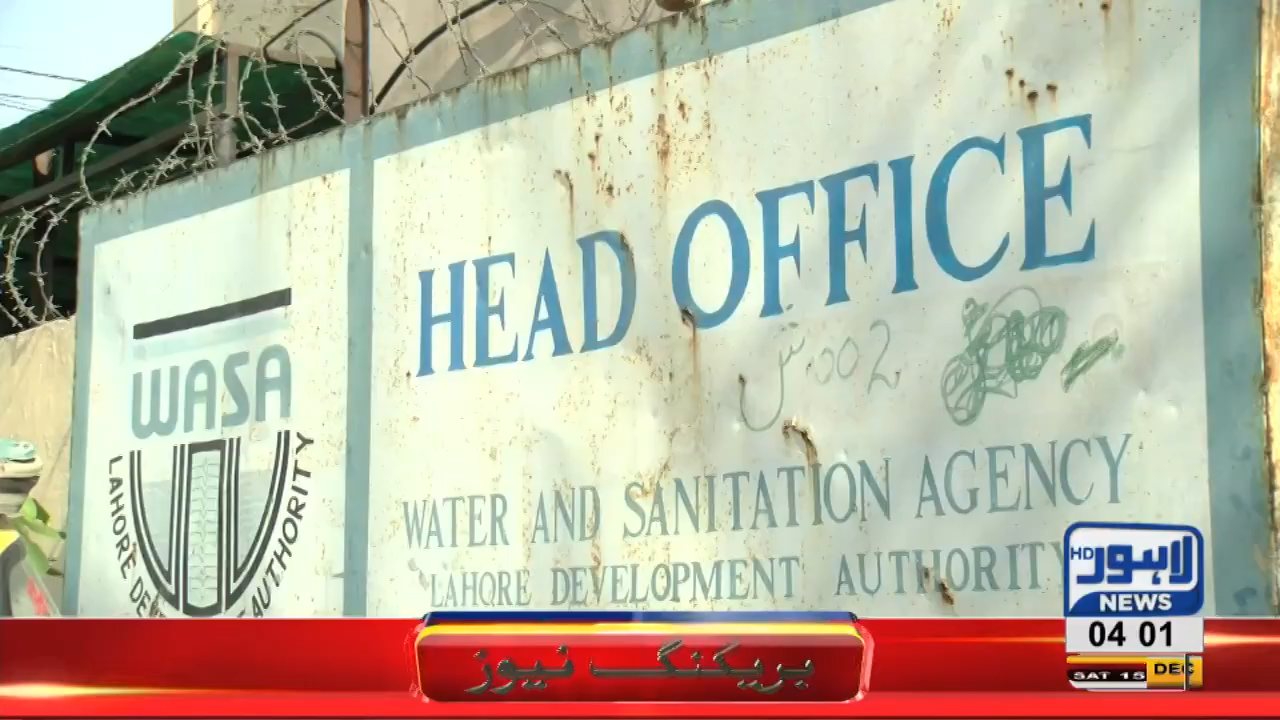 HEAD OFFICE
WASA
LAHORE DE
AUTHORITY
WATER AND SANITATION AGENCY
LAHORE DEVELOPMENT AUTHORITY
HD لاہور
NEWS
04 01
SAT 15 DEC
بریکنگ نیوز